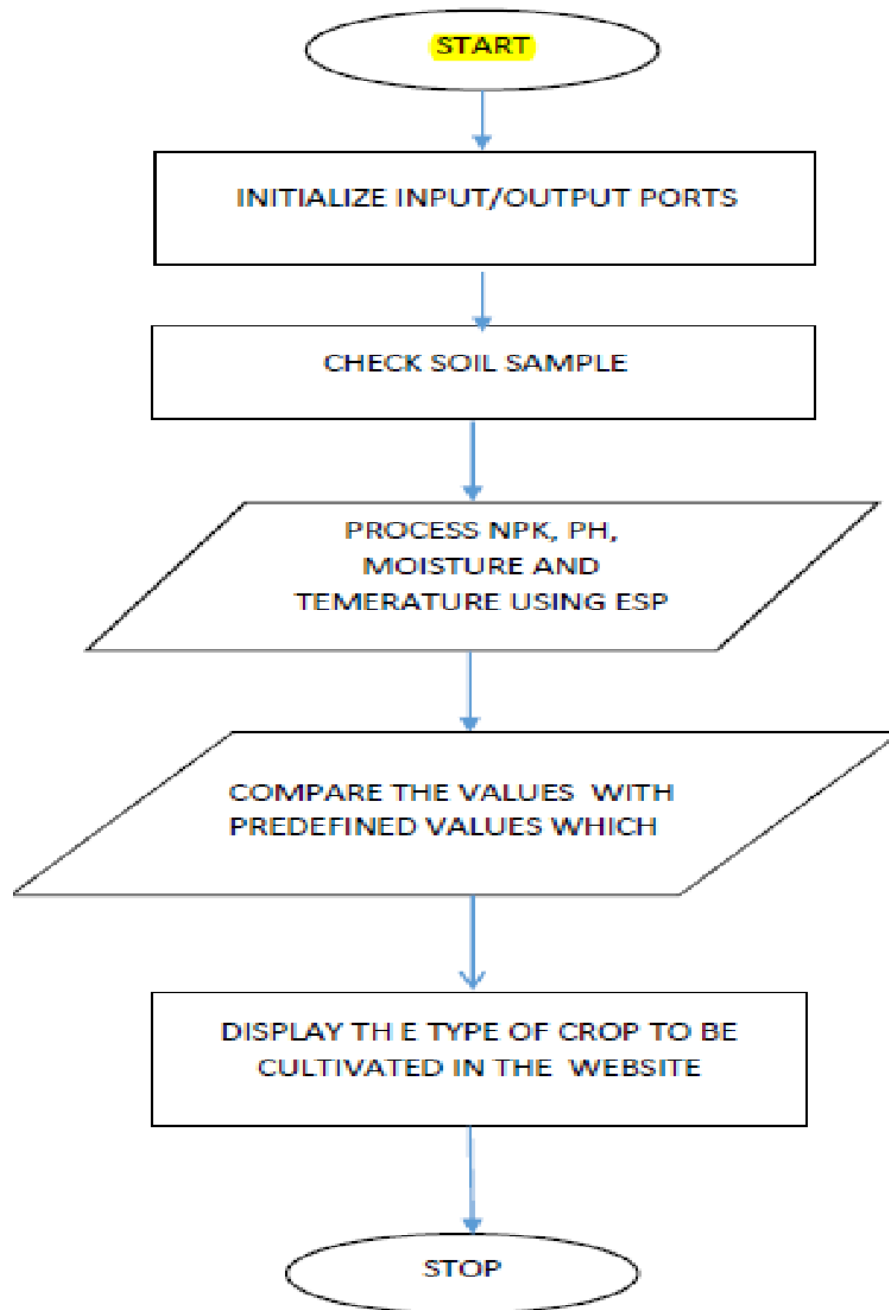 START
INITIALIZE INPUT/OUTPUT PORTS
CHECK SOIL SAMPLE
PROCESS NPK, PH,
MOISTURE AND
TEMERATURE USING ESP
COMPARE THE VALUES WITH
PREDEFINED VALUES WHICH
DISPLAY TH E TYPE OF CROP TO BE
CULTIVATED IN THE WEBSITE
STOP